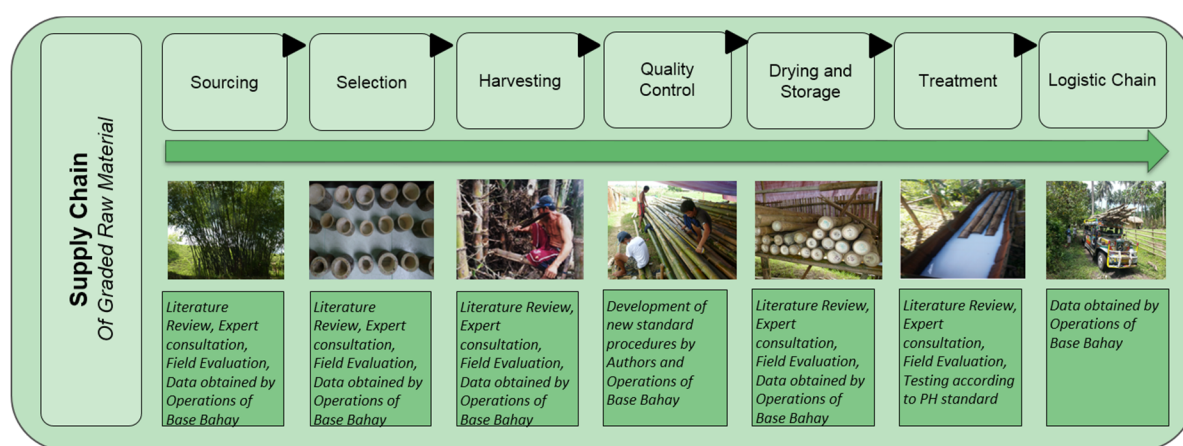 Supply Chain
Of Graded Raw Material
Sourcing
Selection
Harvesting
Quality
Control
Drying and
Storage
Treatment
Logistic Chain
Literature
Review, Expert
consultation,
Field Evaluation,
Data obtained by
Operations of
Base Bahay
Literature
Review, Expert
consultation,
Field Evaluation,
Data obtained by
Operations of
Base Bahay
Literature Review,
Expert
consultation,
Field Evaluation,
Data obtained by
Operations of
Base Bahay
Development of
new standard
procedures by
Authors and
Operations of
Base Bahay
Literature Review,
Expert
consultation,
Field Evaluation,
Data obtained by
Operations of
Base Bahay
Literature Review,
Expert
consultation,
Field Evaluation,
Testing according
to PH standard
Data obtained by
Operations of
Base Bahay